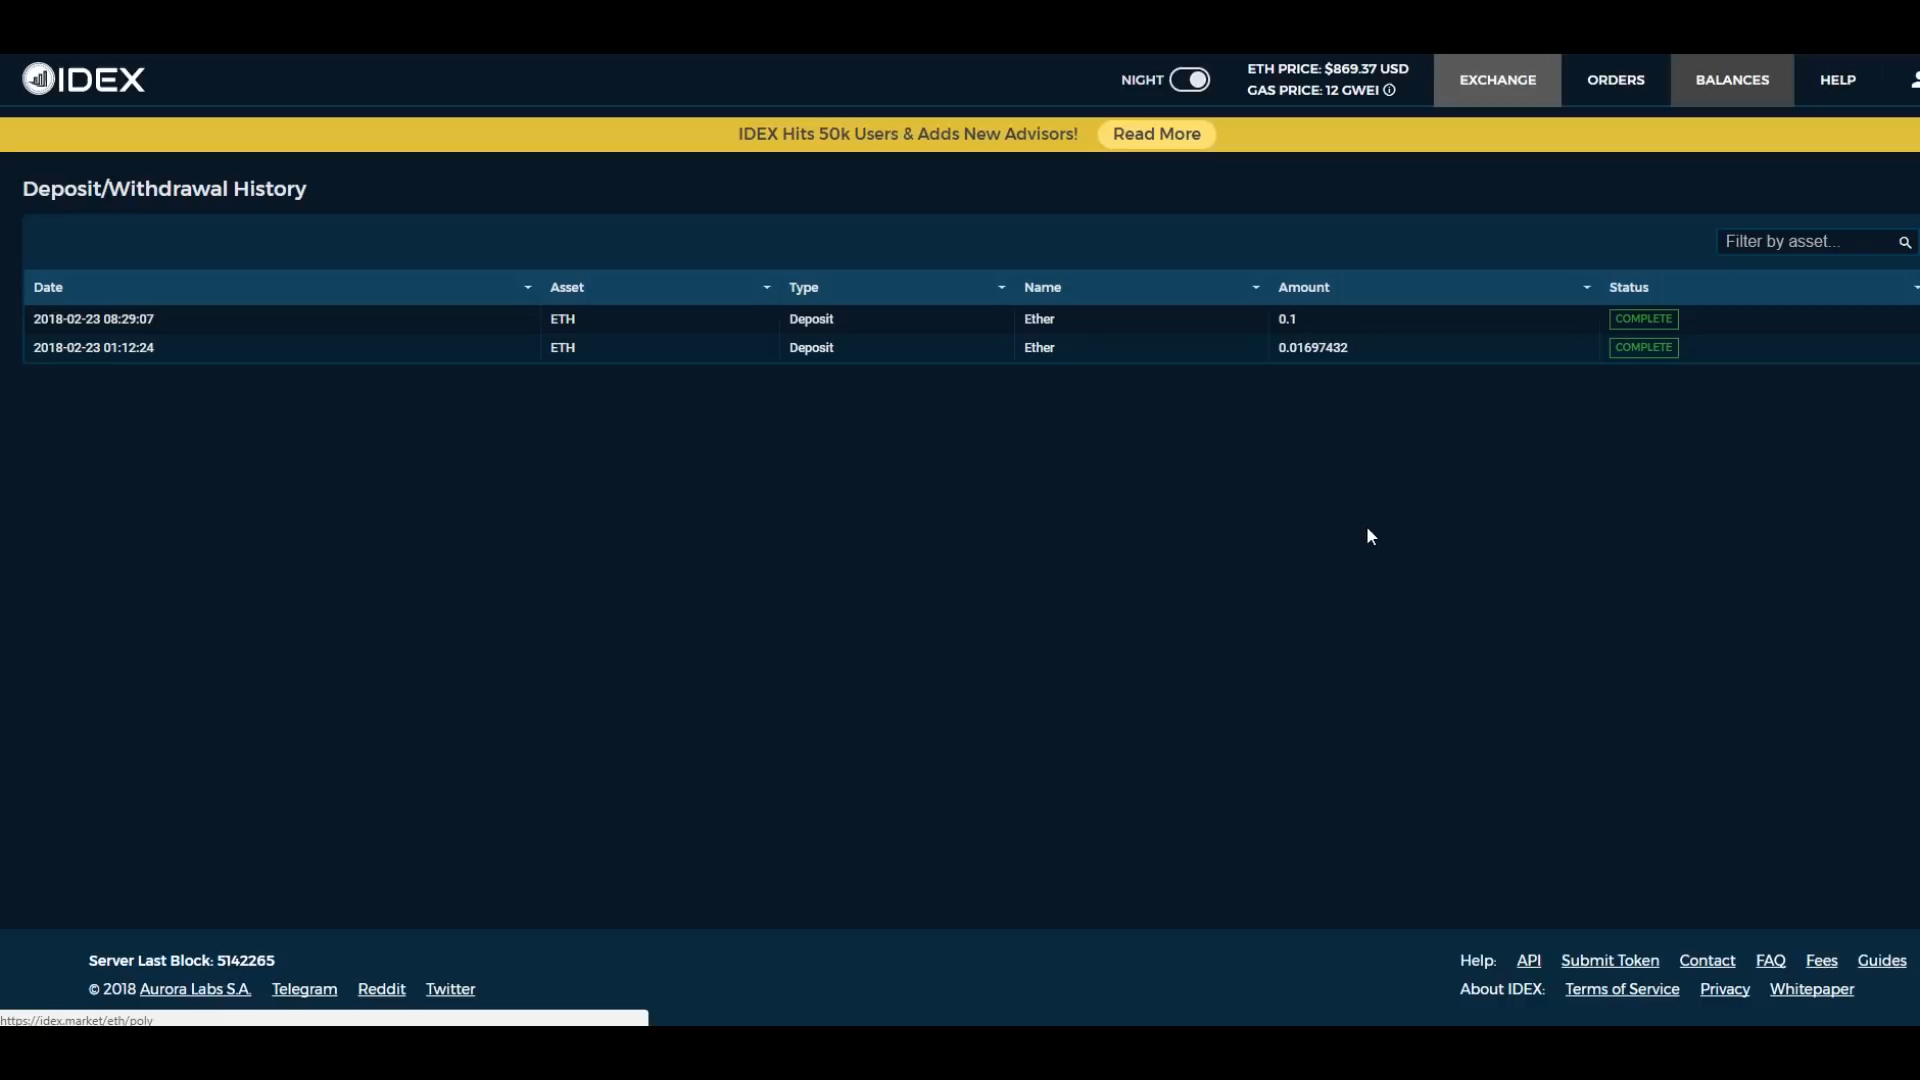 IDEX
NIGHT
ETH PRICE: $869.37 USD
GAS PRICE: 12 GWEI
EXCHANGE
ORDERS
BALANCES
HELP
IDEX Hits 50k Users & Adds New Advisors! Read More
Deposit/Withdrawal History
Filter by asset...
Date Asset Type Name Amount Status
2018-02-23 08:29:07 ETH Deposit Ether 0.1 COMPLETE
2018-02-23 01:12:24 ETH Deposit Ether 0.01697432 COMPLETE
Server Last Block: 5142265
© 2018 Aurora Labs S.A. Telegram Reddit Twitter
Help: API Submit Token Contact FAQ Fees Guides
About IDEX: Terms of Service Privacy Whitepaper
https://idex.market/eth/poly